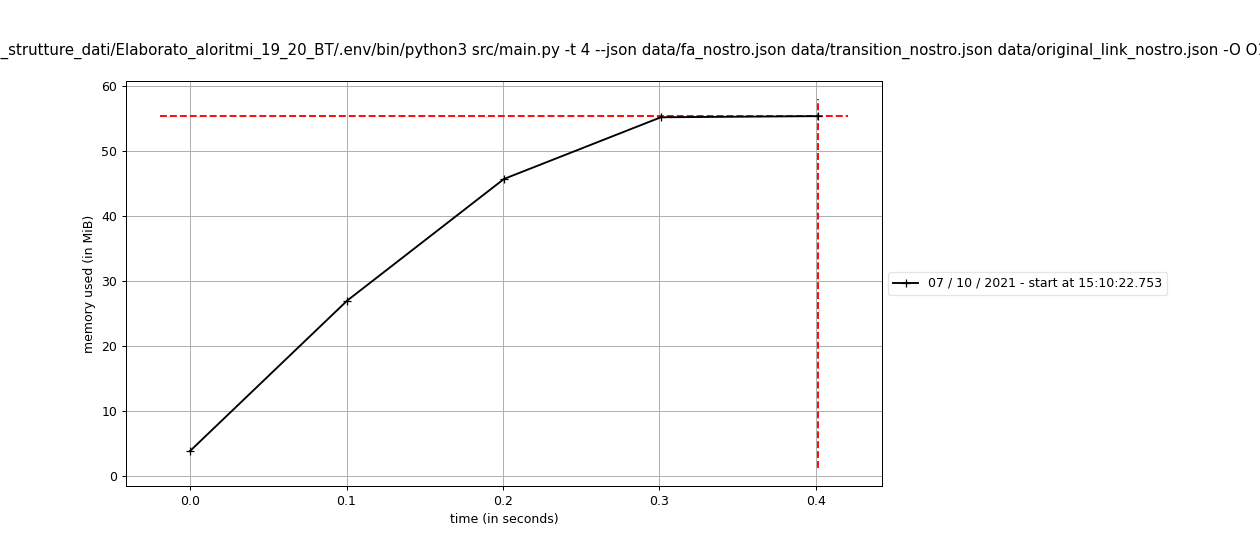 _strutture_dati/Elaborato_aloritmi_19_20_BT/.env/bin/python3 src/main.py -t 4 --json data/fa_nostro.json data/transition_nostro.json data/original_link_nostro.json -O
60
50
40
30
20
10
0
memory used (in MiB)
0.0 0.1 0.2 0.3 0.4
time (in seconds)
07 / 10 / 2021 - start at 15:10:22.753